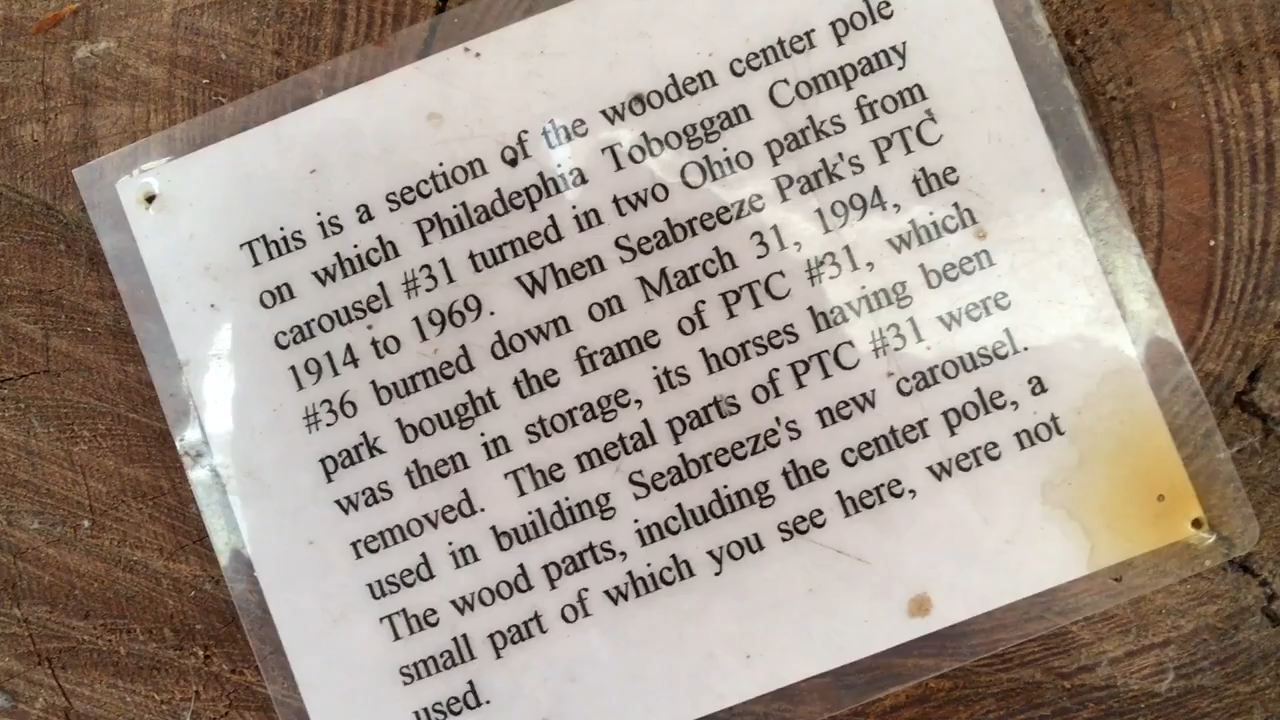 This is a section of the wooden center pole
on which Philadephia Toboggan Company
carousel #31 turned in two Ohio parks from
1914 to 1969. When Seabreeze Park's PTC
#36 burned down on March 31, 1994, the
park bought the frame of PTC #31, which
was then in storage, its horses having been
removed. The metal parts of PTC #31 were
used in building Seabreeze's new carousel.
The wood parts, including the center pole, a
small part of which you see here, were not
used.